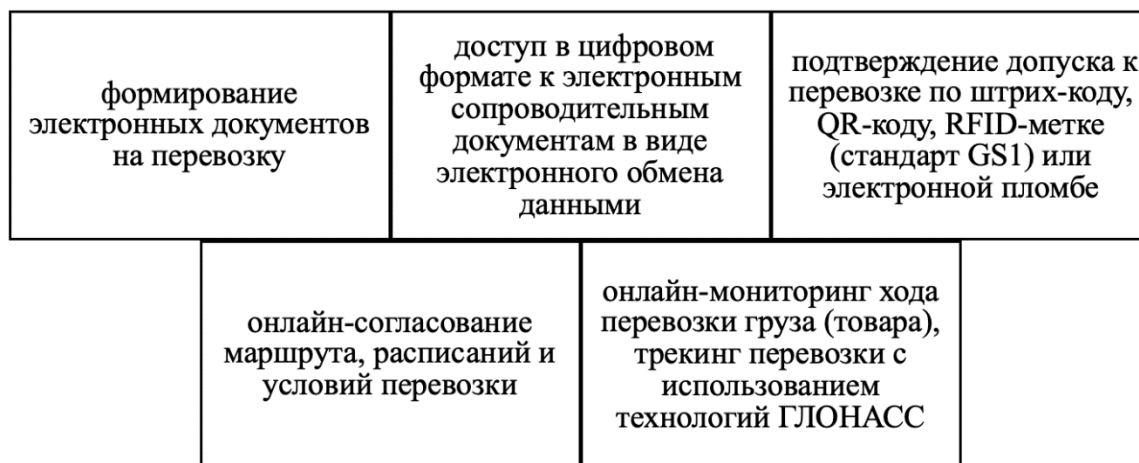 формирование
электронных документов
на перевозку
доступ в цифровом
формате к электронным
сопроводительным
документам в виде
электронного обмена
данными
подтверждение допуска к
перевозке по штрих-коду,
QR-коду, RFID-метке
(стандарт GS1) или
электронной пломбе
онлайн-согласование
маршрута, расписаний и
условий перевозки
онлайн-мониторинг хода
перевозки груза (товара),
трекинг перевозки с
использованием
технологий ГЛОНАСС